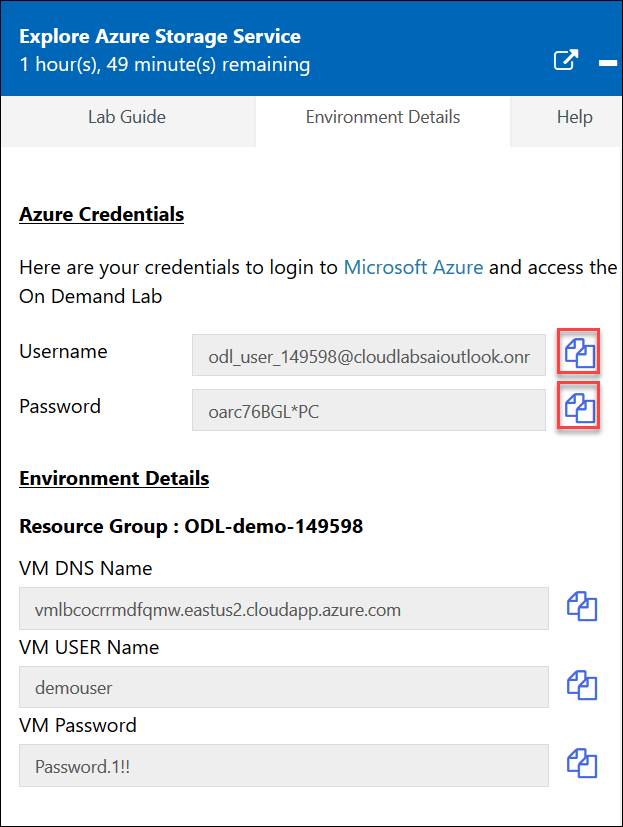 Explore Azure Storage Service
1 hour(s), 49 minute(s) remaining
Lab Guide
Environment Details
Help
Azure Credentials
Here are your credentials to login to Microsoft Azure and access the
On Demand Lab
Username
odl_user_149598@cloudlabsaioutlook.onr
Password
oarc76BGL*PC
Environment Details
Resource Group : ODL-demo-149598
VM DNS Name
vmlbcocrrmdfqmw.eastus2.cloudapp.azure.com
VM USER Name
demouser
VM Password
Password.1!!